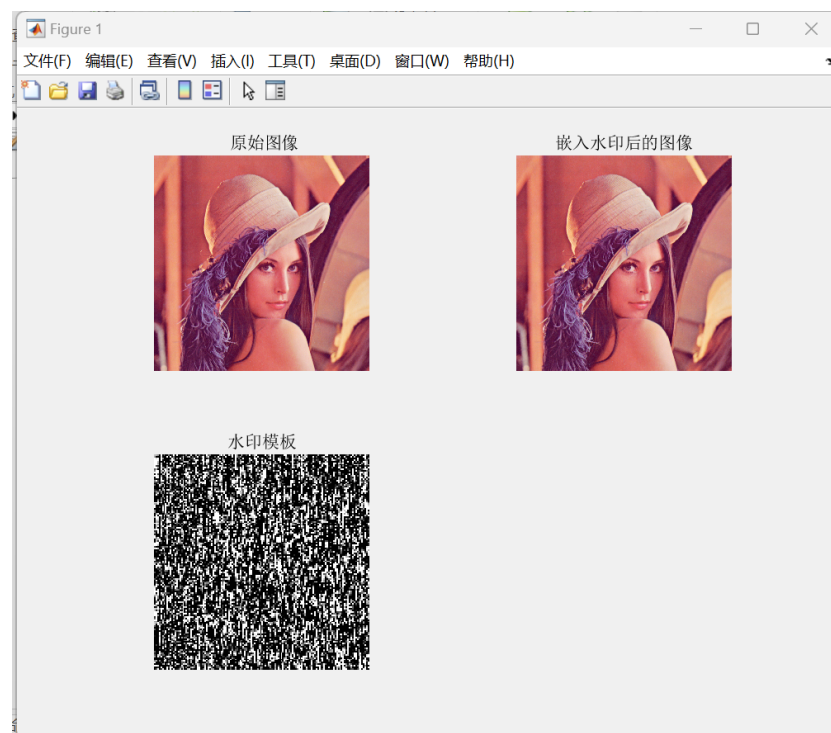 Figure 1
文件(F) 编辑(E) 查看(V) 插入(I) 工具(T) 桌面(D) 窗口(W) 帮助(H)
原始图像 嵌入水印后的图像
水印模板